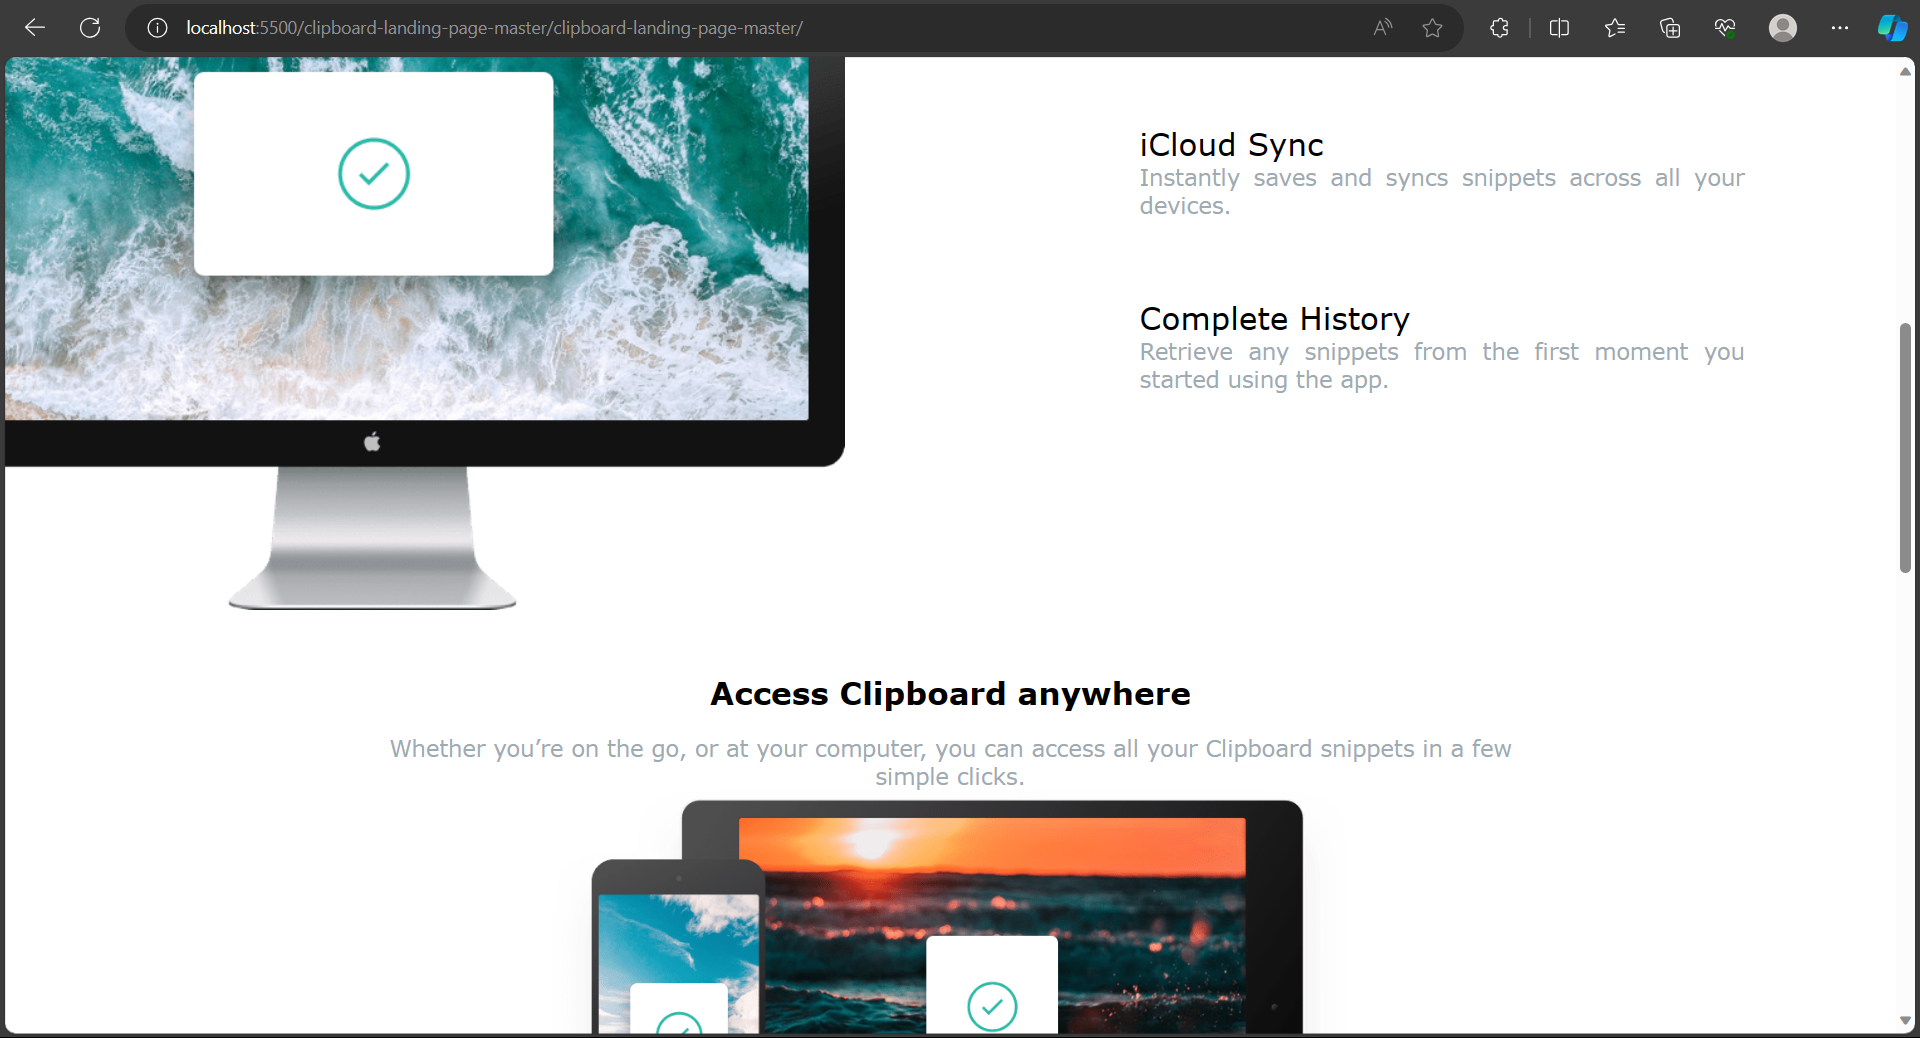 localhost:5500/clipboard-landing-page-master/clipboard-landing-page-master/
iCloud Sync
Instantly saves and syncs snippets across all your
devices.
Complete History
Retrieve any snippets from the first moment you
started using the app.
Access Clipboard anywhere
Whether you’re on the go, or at your computer, you can access all your Clipboard snippets in a few
simple clicks.